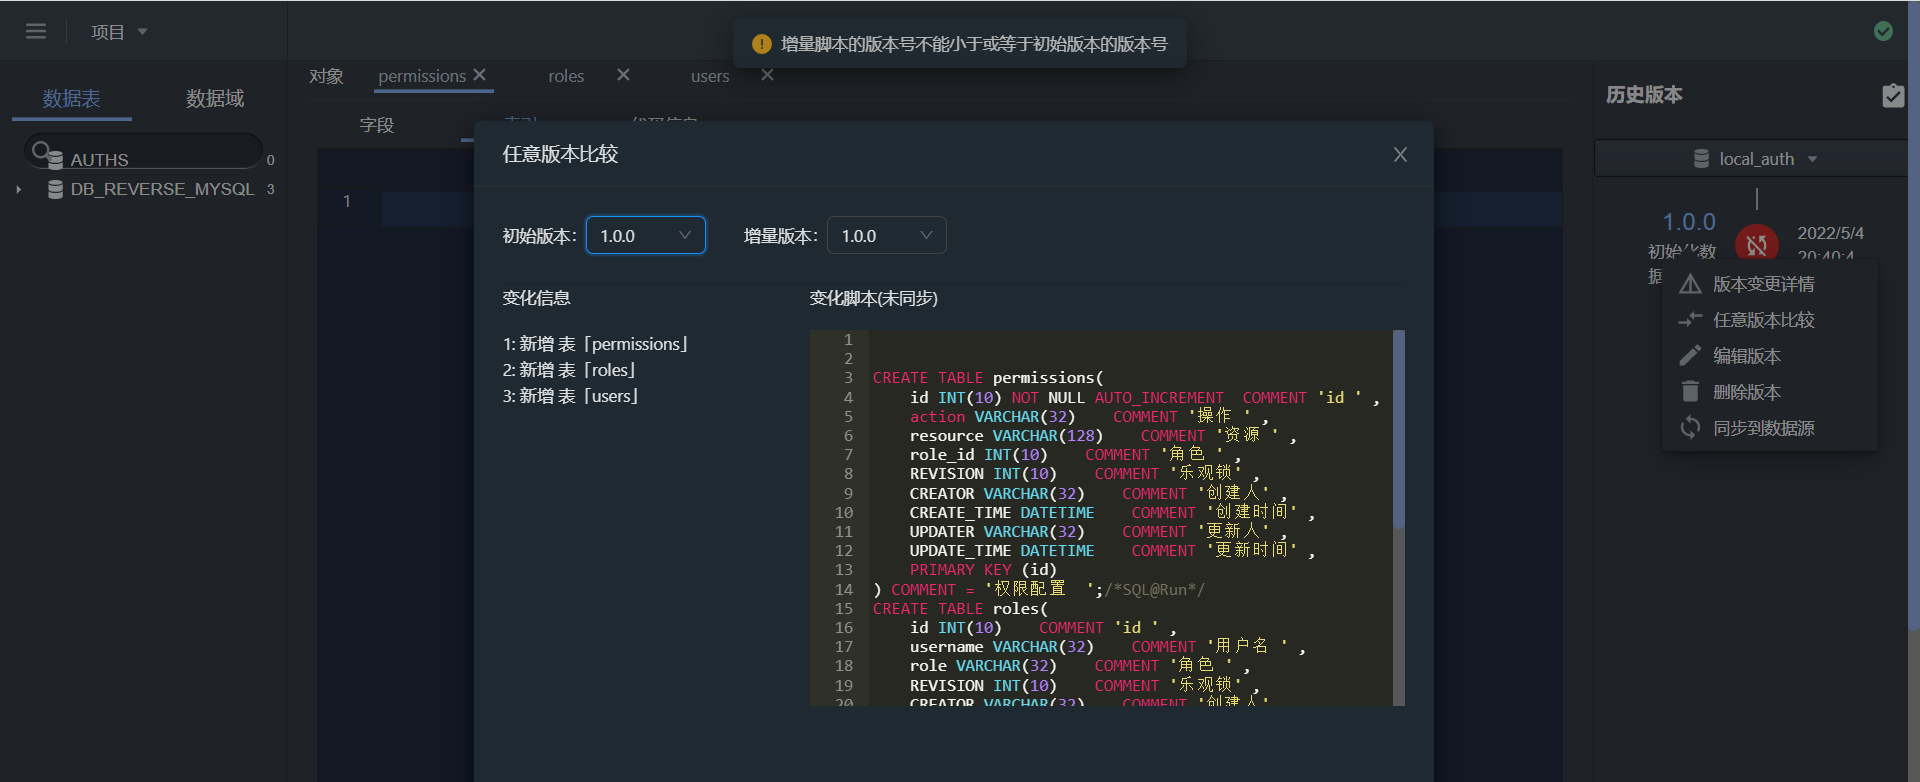 项目
增量脚本的版本号不能小于或等于初始版本的版本号
数据表
数据域
AUTHS 0
DB_REVERSE_MYSQL 3
对象
permissions
roles
users
字段
1
任意版本比较
初始版本: 1.0.0
增量版本: 1.0.0
变化信息
1: 新增 表「permissions」
2: 新增 表「roles」
3: 新增 表「users」
变化脚本(未同步)
1
2
3 CREATE TABLE permissions(
4 id INT(10) NOT NULL AUTO_INCREMENT  COMMENT 'id ' ,
5 action VARCHAR(32)    COMMENT '操作 ' ,
6 resource VARCHAR(128)    COMMENT '资源 ' ,
7 role_id INT(10)    COMMENT '角色 ' ,
8 REVISION INT(10)    COMMENT '乐观锁' ,
9 CREATOR VARCHAR(32)    COMMENT '创建人' ,
10 CREATE_TIME DATETIME    COMMENT '创建时间' ,
11 UPDATER VARCHAR(32)    COMMENT '更新人' ,
12 UPDATE_TIME DATETIME    COMMENT '更新时间' ,
13 PRIMARY KEY (id)
14 ) COMMENT = '权限配置  ';/*SQL@Run*/
15 CREATE TABLE roles(
16 id INT(10)    COMMENT 'id ' ,
17 username VARCHAR(32)    COMMENT '用户名 ' ,
18 role VARCHAR(32)    COMMENT '角色 ' ,
19 REVISION INT(10)    COMMENT '乐观锁' ,
20 CREATOR VARCHAR(32)    COMMENT '创建人'
历史版本
local_auth
1.0.0
初始化数
据
2022/5/4
20:40:4
版本变更详情
任意版本比较
编辑版本
删除版本
同步到数据源